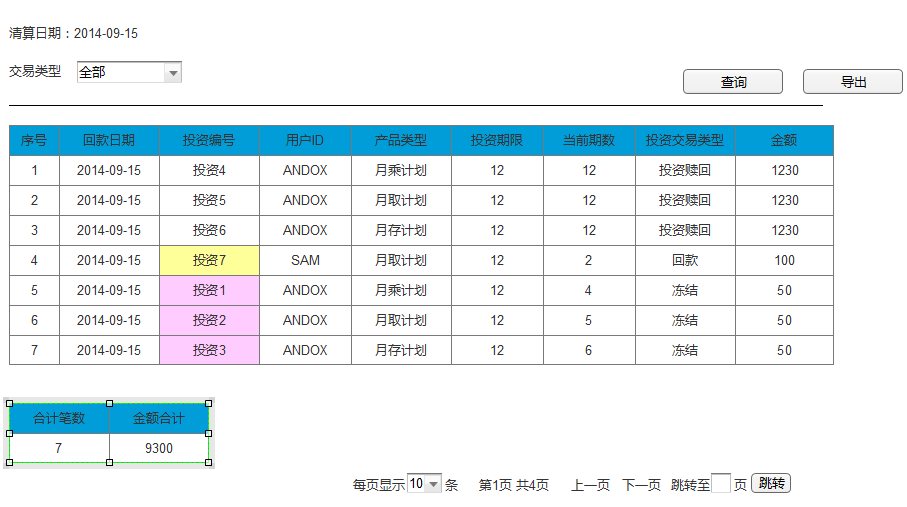 清算日期：2014-09-15
交易类型 全部
查询 导出
序号 回款日期 投资编号 用户ID 产品类型 投资期限 当前期数 投资交易类型 金额
1 2014-09-15 投资4 ANDOX 月乘计划 12 12 投资赎回 1230
2 2014-09-15 投资5 ANDOX 月取计划 12 12 投资赎回 1230
3 2014-09-15 投资6 ANDOX 月存计划 12 12 投资赎回 1230
4 2014-09-15 投资7 SAM 月取计划 12 2 回款 100
5 2014-09-15 投资1 ANDOX 月乘计划 12 4 冻结 50
6 2014-09-15 投资2 ANDOX 月取计划 12 5 冻结 50
7 2014-09-15 投资3 ANDOX 月存计划 12 6 冻结 50
合计笔数 金额合计
7 9300
每页显示 10 条 第1页 共4页 上一页 下一页 跳转至 页 跳转